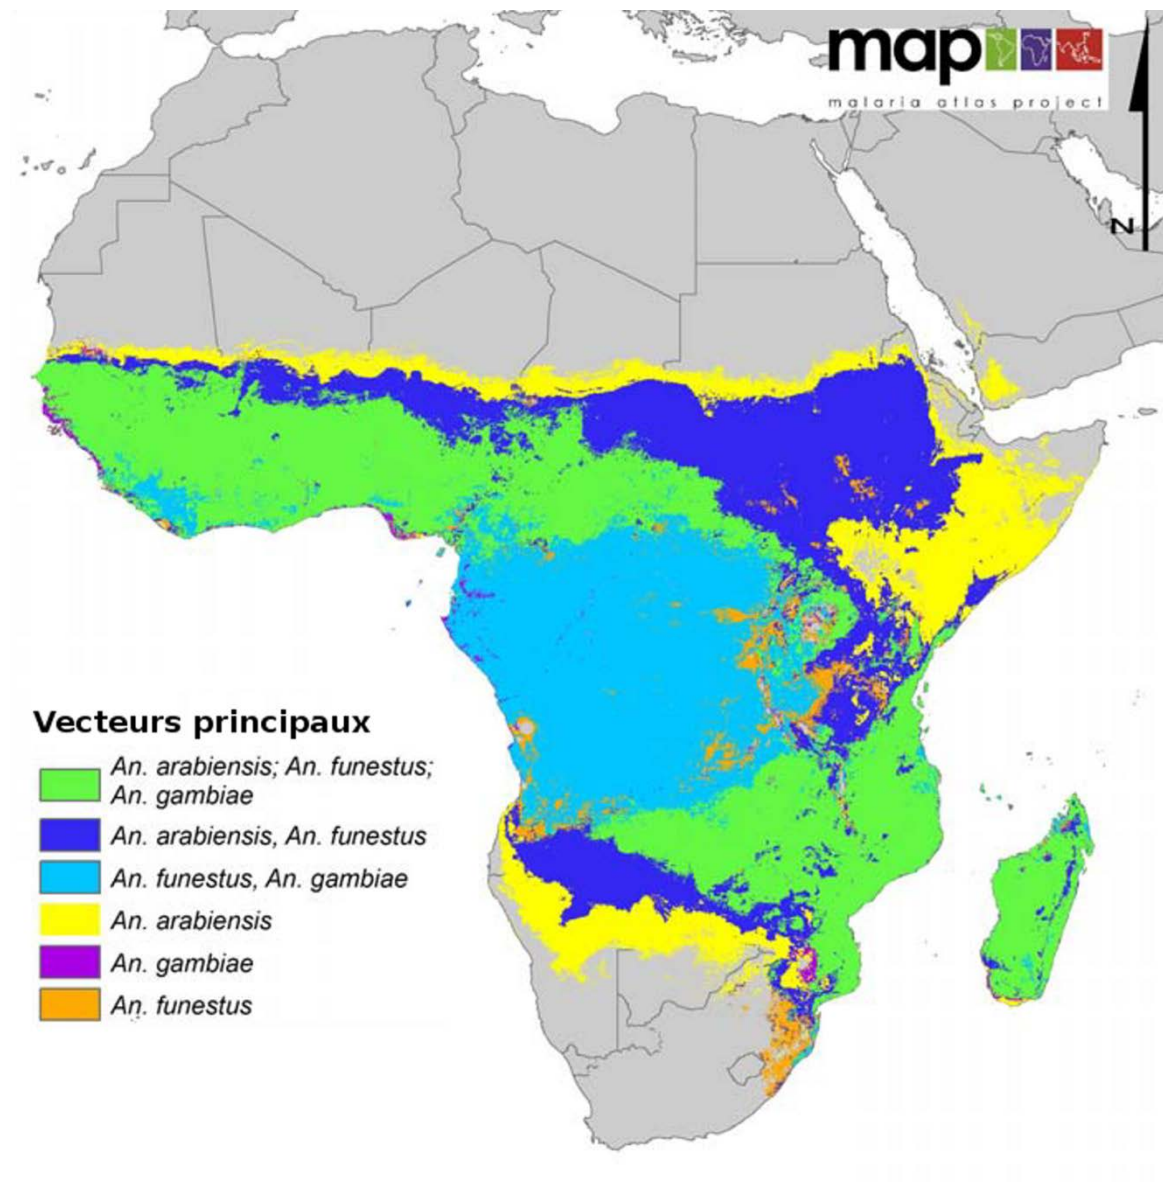 map
malaria atlas project
N
Vecteurs principaux
An. arabiensis; An. funestus;
An. gambiae
An. arabiensis, An. funestus
An. funestus, An. gambiae
An. arabiensis
An. gambiae
An. funestus